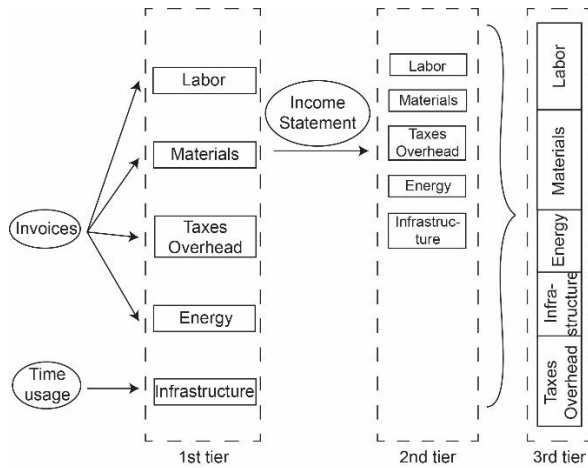 Invoices
Time
usage
Labor
Materials
Taxes
Overhead
Energy
Infrastructure
1st tier
Income
Statement
Labor
Materials
Taxes
Overhead
Energy
Infrastruc-
ture
2nd tier
Labor
Materials
Energy
Infra-
structure
Taxes
Overhead
3rd tier